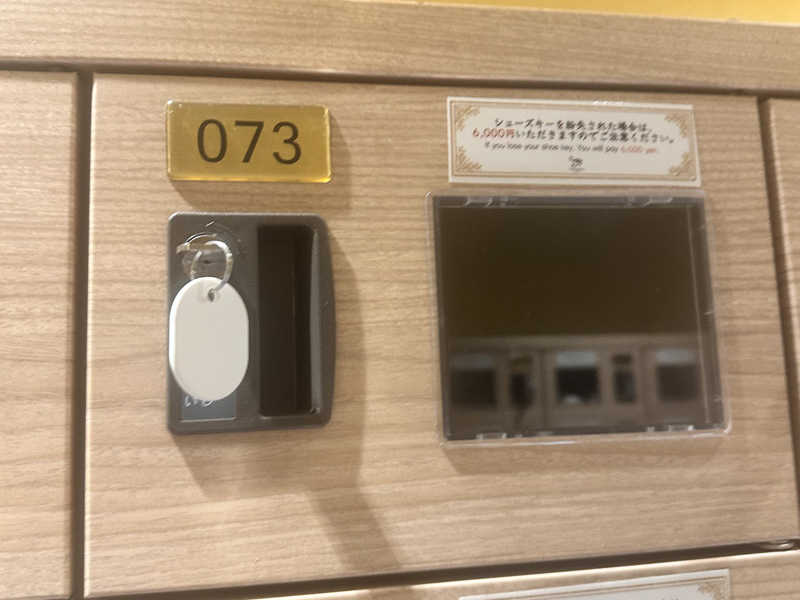 073
シューズキーを紛失された場合は、
6,000円いただきますのでご注意ください。
If you lose your shoe key. You will pay 6,000 yen.